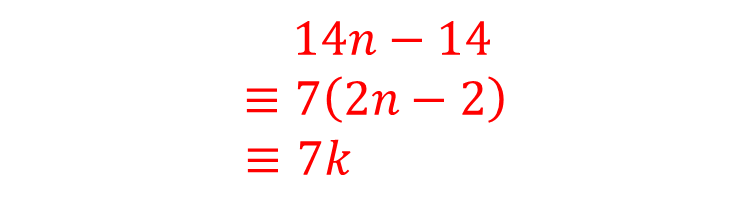 14n − 14
≡ 7(2n − 2)
≡ 7k